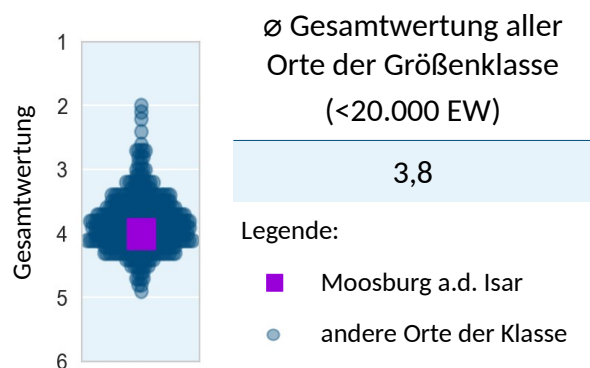 Gesamtwertung
1
2
3
4
5
6
⌀ Gesamtwertung aller
Orte der Größenklasse
(<20.000 EW)
3,8
Legende:
Moosburg a.d. Isar
andere Orte der Klasse